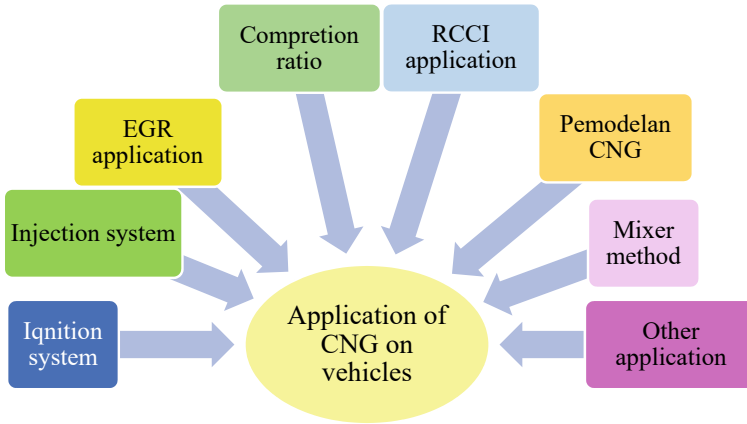 Compretion
ratio
RCCI
application
EGR
application
Pemodelan
CNG
Injection system
Mixer
method
Iqnition
system
Application of
CNG on
vehicles
Other
application